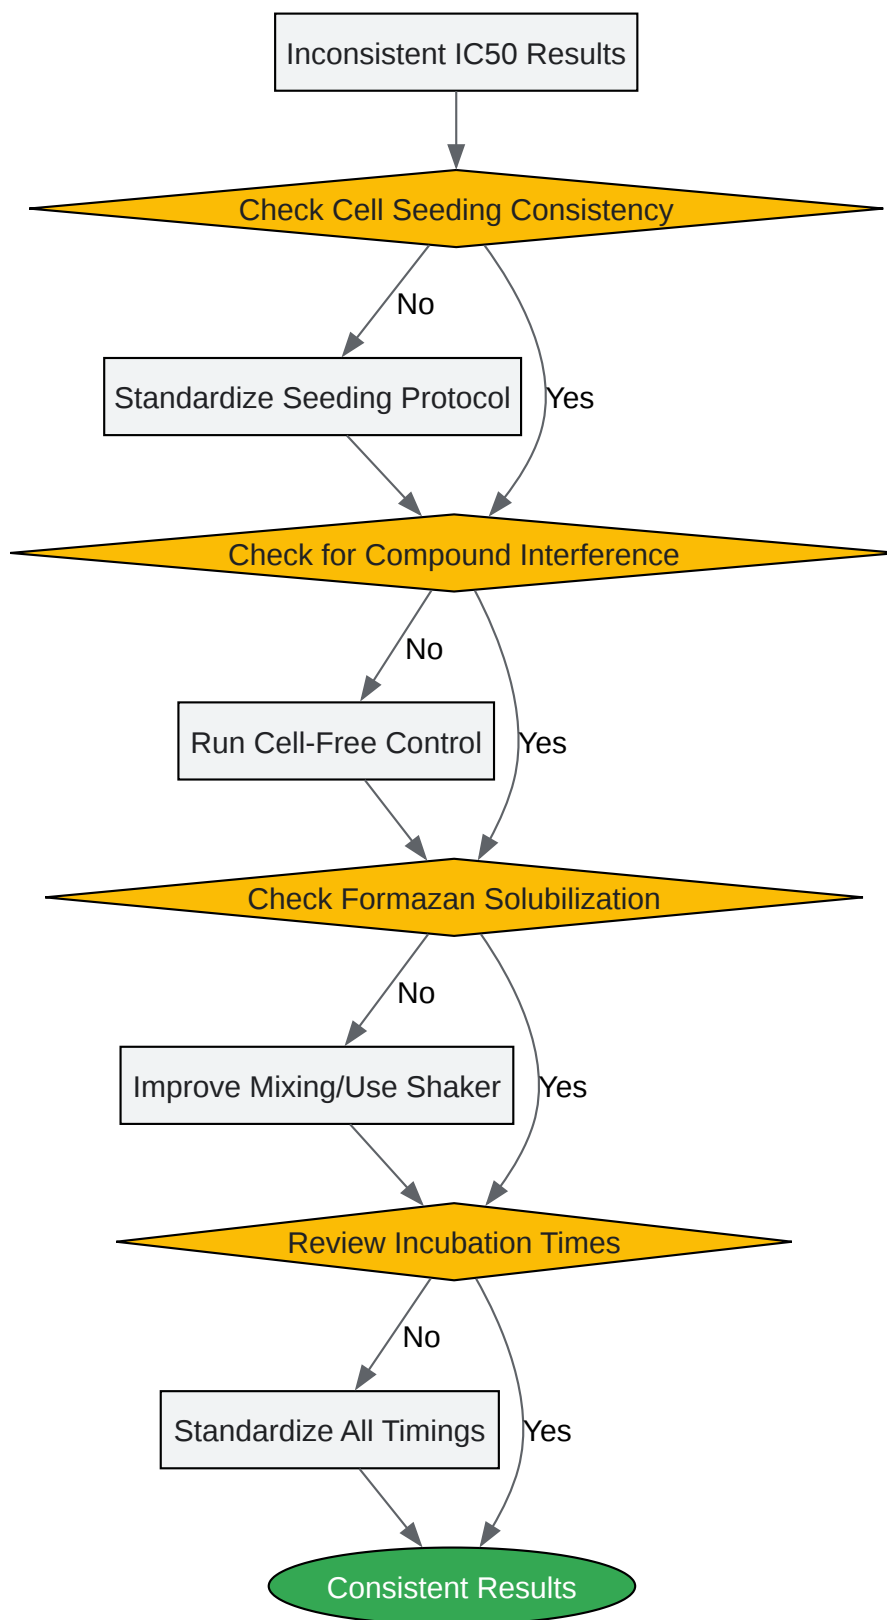 Inconsistent IC50 Results
Check Cell Seeding Consistency
No
Standardize Seeding Protocol
Yes
Check for Compound Interference
No
Run Cell-Free Control
Yes
Check Formazan Solubilization
No
Improve Mixing/Use Shaker
Yes
Review Incubation Times
No
Standardize All Timings
Yes
Consistent Results